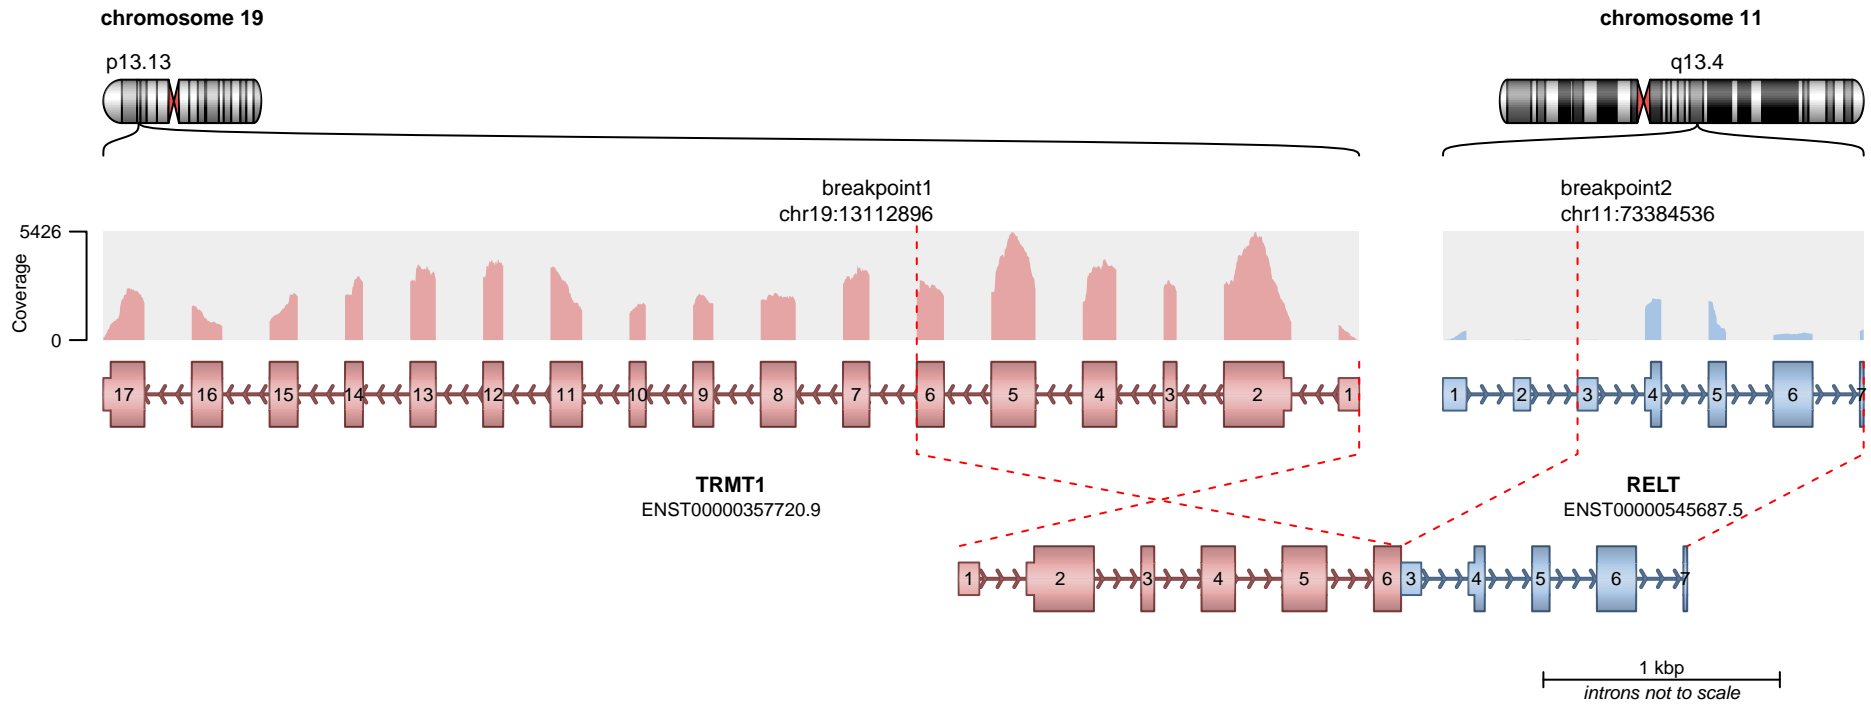 chromosome 19
chromosome 11
p13.13
q13.4
breakpoint1
chr19:13112896
breakpoint2
chr11:73384536
5426
Coverage
0
17 16 15 14 13 12 11 10 9 8 7 6 5 4 3 2 1
1 2 3 4 5 6 7
TRMT1
ENST00000357720.9
RELT
ENST00000545687.5
1 2 3 4 5 6 3 4 5 6 7
1 kbp
introns not to scale